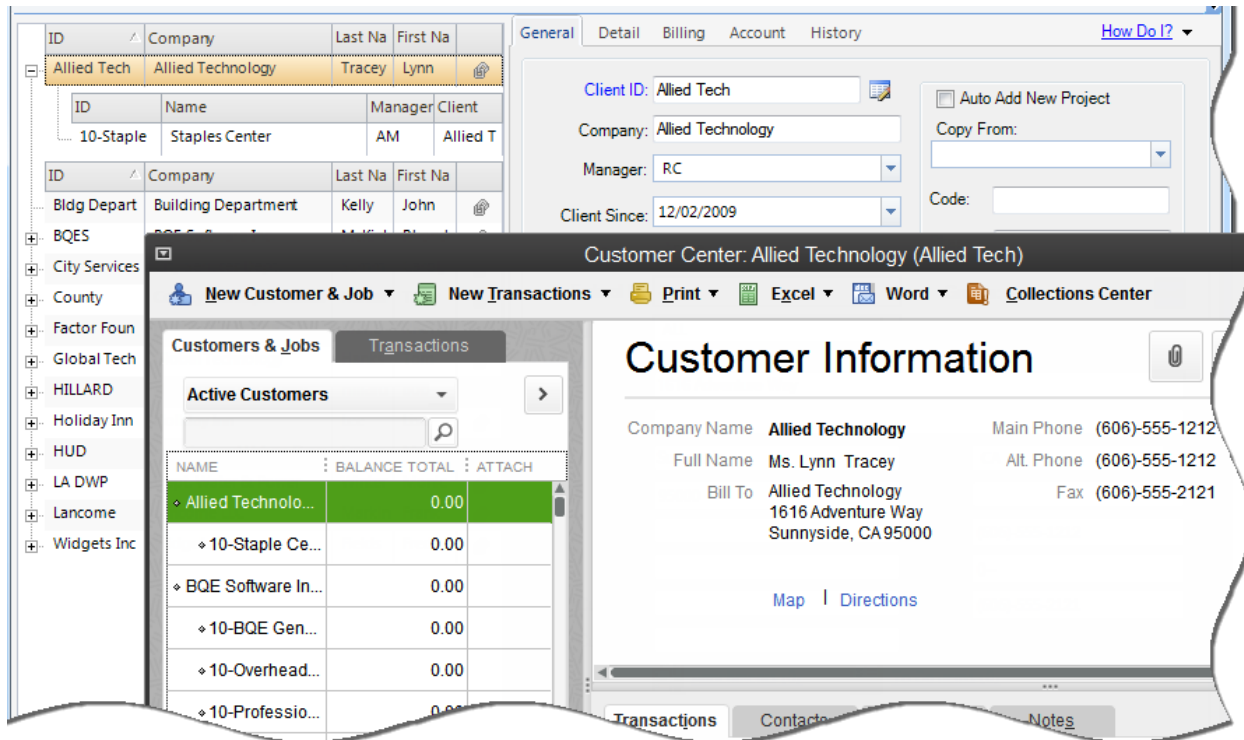 ID Company Last Na First Na
Allied Tech Allied Technology Tracey Lynn
ID Name Manager Client
10-Staple Staples Center AM Allied T
ID Company Last Na First Na
Bldg Depart Building Department Kelly John
BQES
City Services
County
Factor Foun
Global Tech
HILLARD
Holiday Inn
HUD
LA DWP
Lancome
Widgets Inc
General Detail Billing Account History How Do I?
Client ID: Allied Tech
Company: Allied Technology
Manager: RC
Client Since: 12/02/2009
Auto Add New Project
Copy From:
Code:
Customer Center: Allied Technology (Allied Tech)
New Customer & Job New Transactions Print Excel Word Collections Center
Customers & Jobs Transactions
Active Customers
NAME BALANCE TOTAL ATTACH
Allied Technolo... 0.00
10-Staple Ce... 0.00
BQE Software In... 0.00
10-BQE Gen... 0.00
10-Overhead... 0.00
10-Professio... 0.00
Customer Information
Company Name Allied Technology
Full Name Ms. Lynn Tracey
Bill To Allied Technology
1616 Adventure Way
Sunnyside, CA 95000
Main Phone (606)-555-1212
Alt. Phone (606)-555-1212
Fax (606)-555-2121
Map | Directions
Transactions Contacts Notes